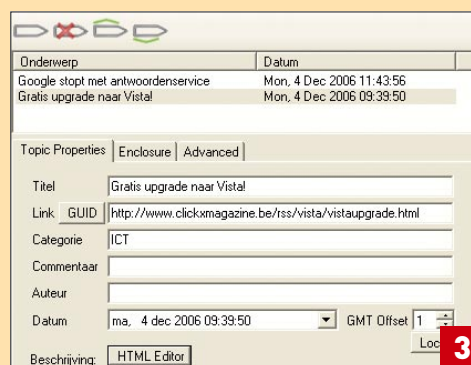 Onderwerp Datum
Google stopt met antwoordenservice Mon, 4 Dec 2006 11:43:56
Gratis upgrade naar Vista! Mon, 4 Dec 2006 09:39:50
Topic Properties Enclosure Advanced
Titel Gratis upgrade naar Vista!
Link GUID http://www.clickxmagazine.be/rss/vista/vistaupgrade.html
Categorie ICT
Commentaar
Auteur
Datum ma, 4 dec 2006 09:39:50 GMT Offset 1
Beschrijving: HTML Editor
3